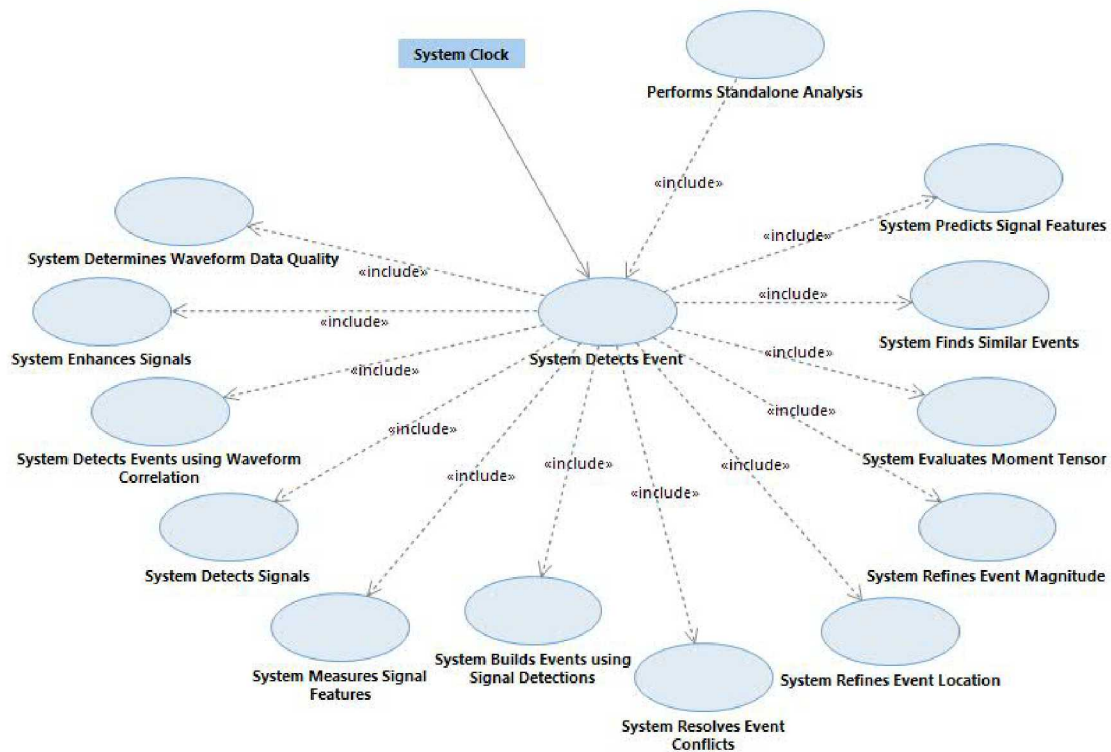 System Clock
Performs Standalone Analysis
«include»
System Predicts Signal Features
«include»
System Determines Waveform Data Quality
«include»
«include»
System Finds Similar Events
«include»
System Enhances Signals
System Detects Event
«include»
«include»
System Evaluates Moment Tensor
«include»
System Detects Events using Waveform
Correlation
«include»
«include»
«include»
«include»
«include»
System Refines Event Magnitude
System Detects Signals
System Measures Signal
Features
System Builds Events using
Signal Detections
System Refines Event Location
System Resolves Event
Conflicts